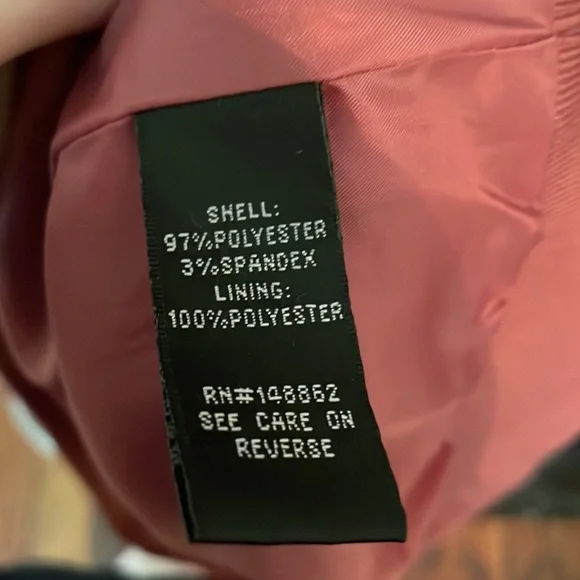 SHELL:
97%POLYESTER
3%SPANDEX
LINING:
100%POLYESTER
RN#148862
SEE CARE ON
REVERSE